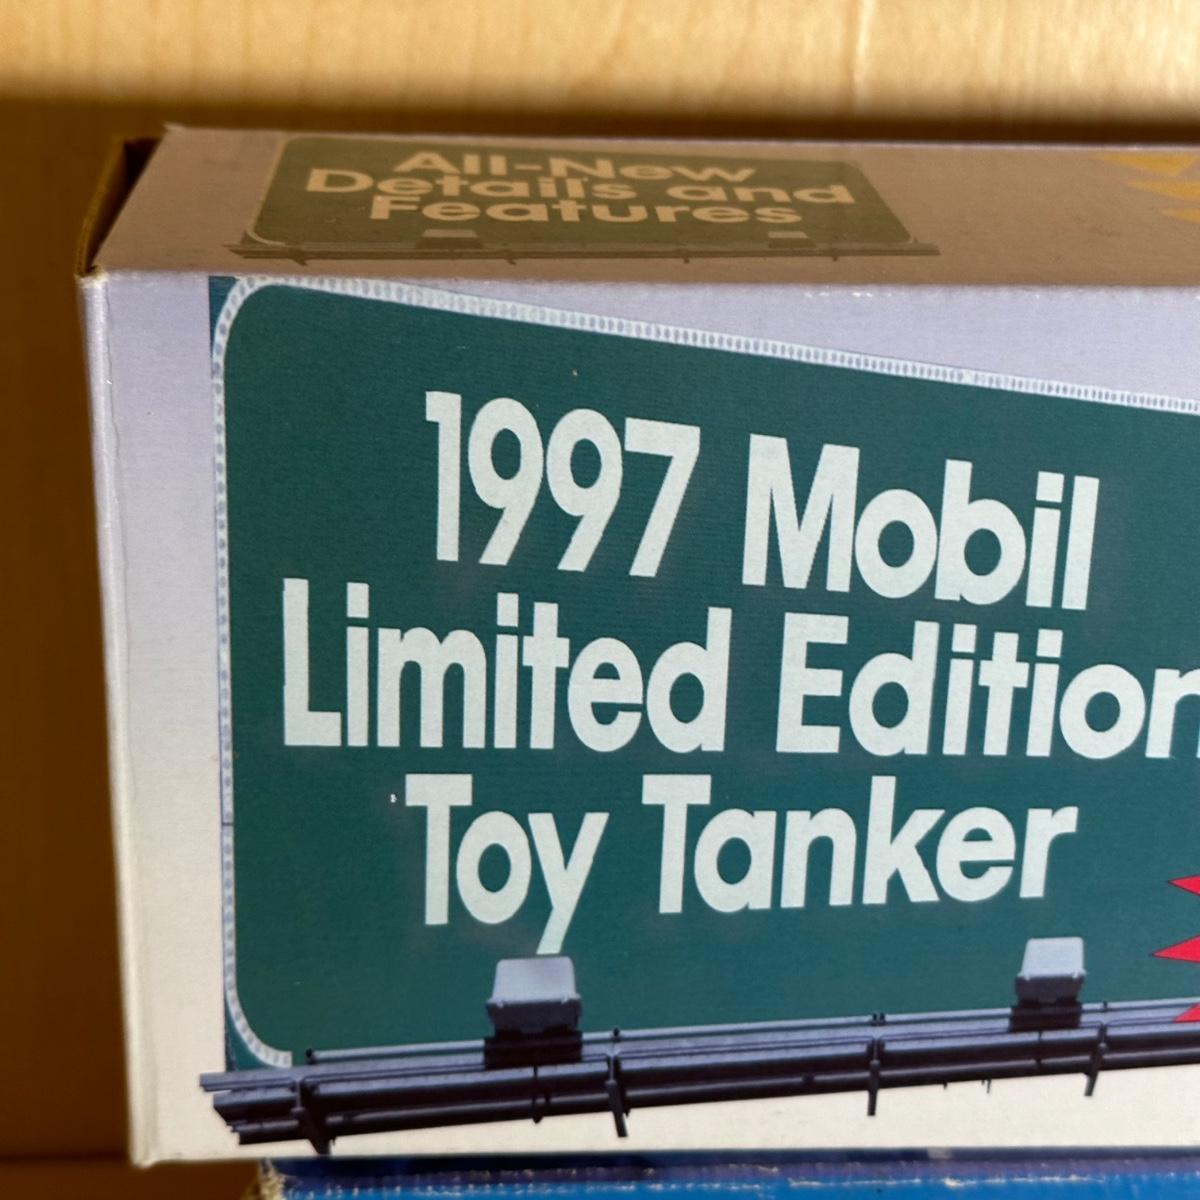 All-New
Details and
Features
1997 Mobil
Limited Edition
Toy Tanker